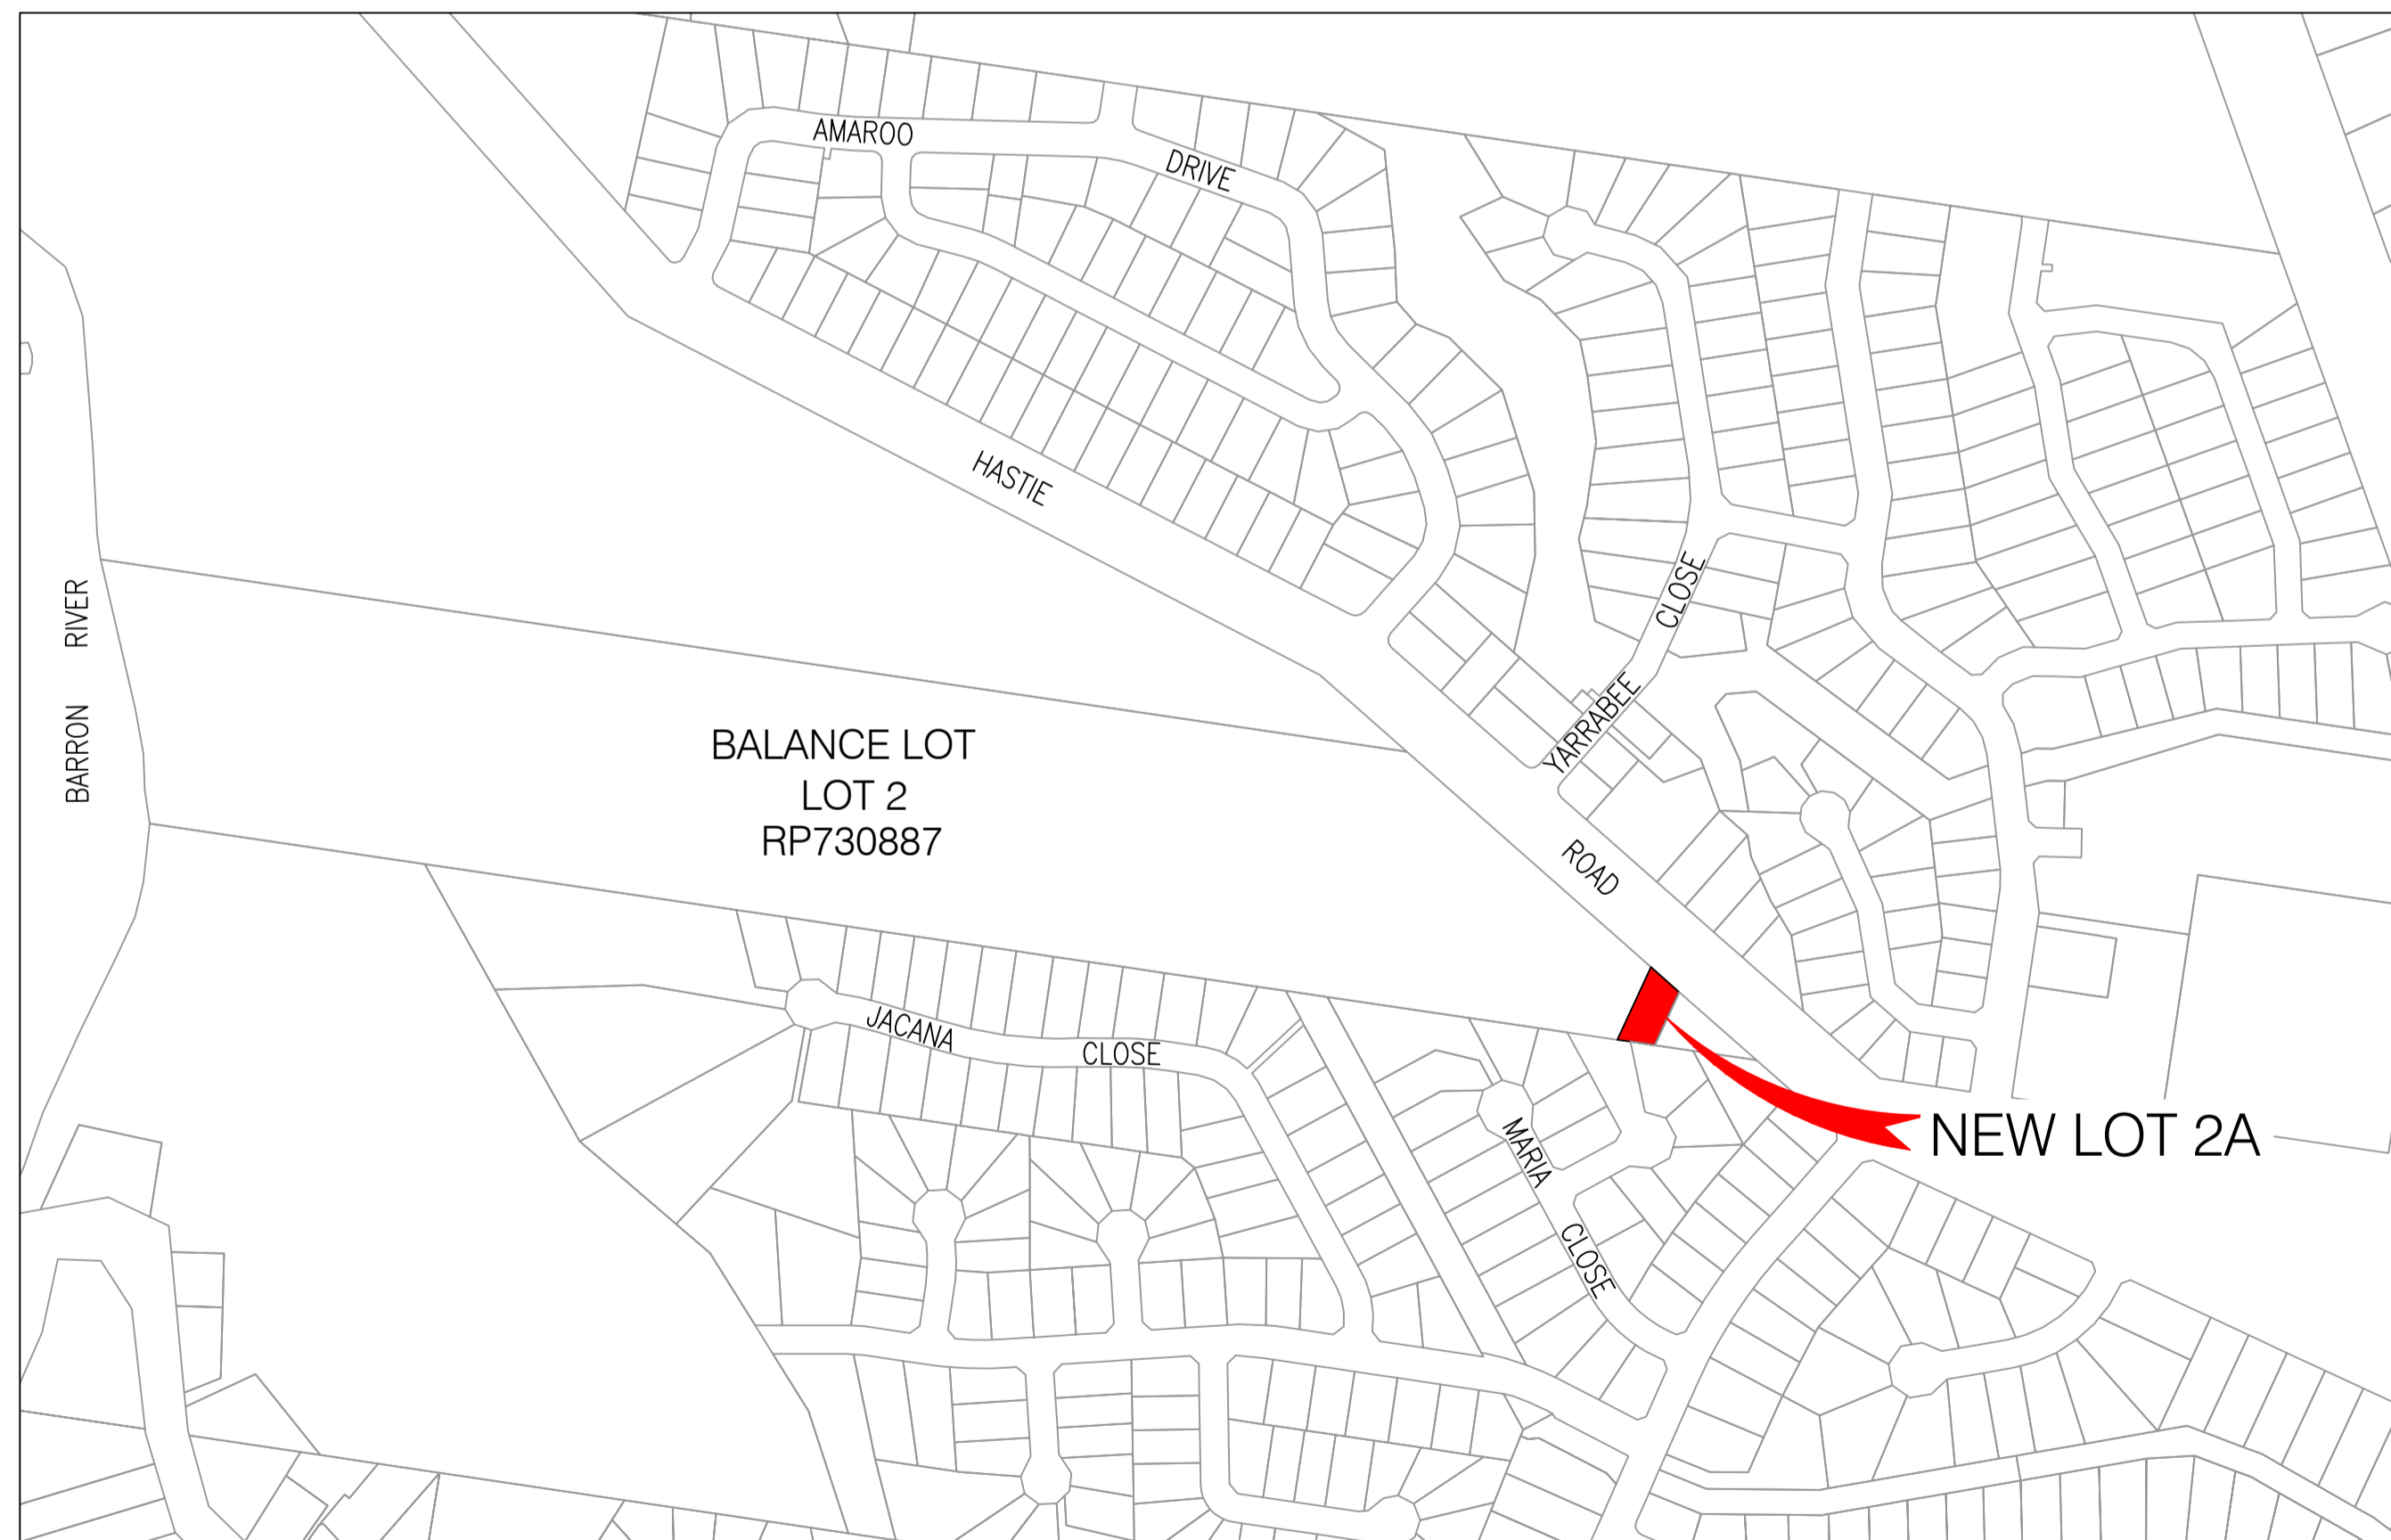 AMAROO
DRIVE
HASTIE
CLOSE
YARRABEE
BARRON RIVER
BALANCE LOT
LOT 2
RP730887
ROAD
JACANA
CLOSE
MARIA
CLOSE
NEW LOT 2A